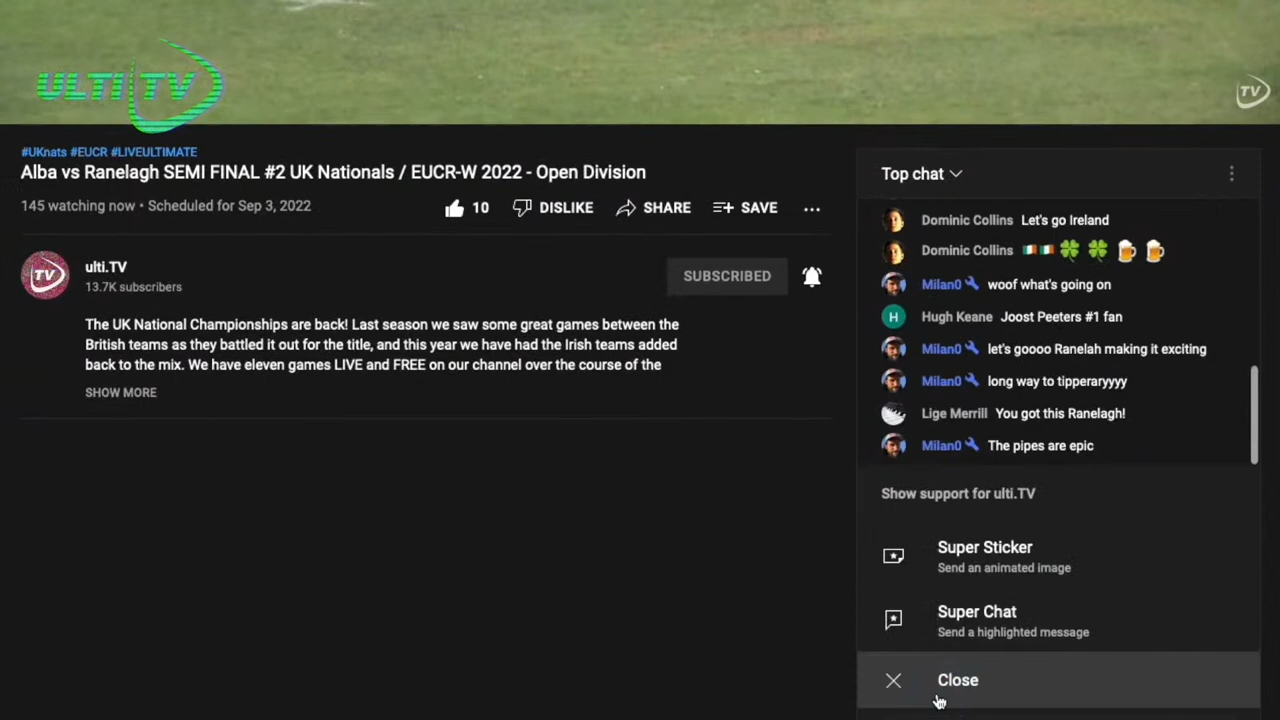 ULTI TV
TV
#UKnats #EUCR #LIVEULTIMATE
Alba vs Ranelagh SEMI FINAL #2 UK Nationals / EUCR-W 2022 - Open Division
145 watching now • Scheduled for Sep 3, 2022
10 DISLIKE SHARE SAVE
TV
ulti.TV
13.7K subscribers
SUBSCRIBED
The UK National Championships are back! Last season we saw some great games between the
British teams as they battled it out for the title, and this year we have had the Irish teams added
back to the mix. We have eleven games LIVE and FREE on our channel over the course of the
SHOW MORE
Top chat
Dominic Collins Let's go Ireland
Dominic Collins 🇮🇪🇮🇪🍀🍀🍺🍺
Milan0 woof what's going on
H Hugh Keane Joost Peeters #1 fan
Milan0 let's goooo Ranelah making it exciting
Milan0 long way to tipperaryyyy
Lige Merrill You got this Ranelagh!
Milan0 The pipes are epic
Show support for ulti.TV
Super Sticker
Send an animated image
Super Chat
Send a highlighted message
Close